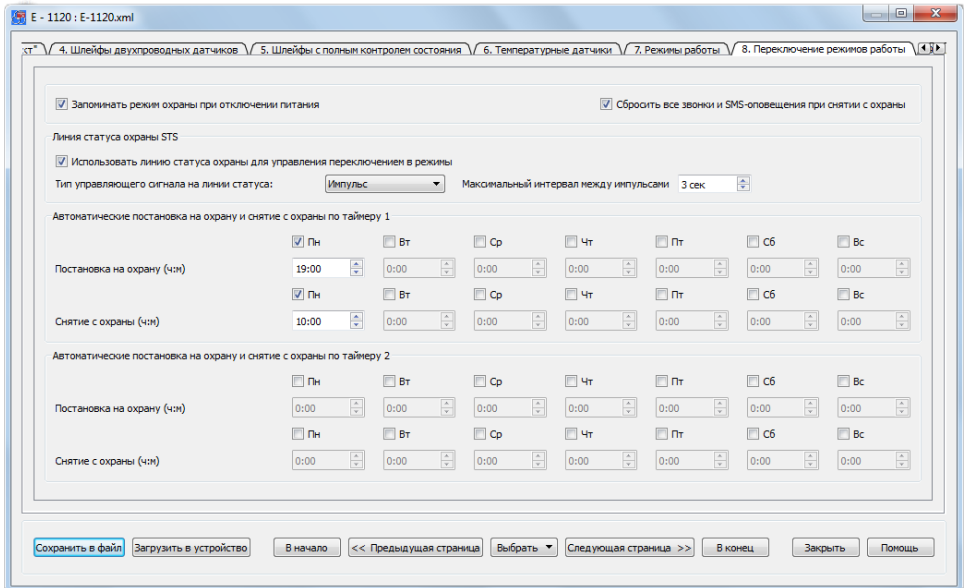 E - 1120 : E-1120.xml
кт" 4. Шлейфы двухпроводных датчиков 5. Шлейфы с полным контролем состояния 6. Температурные датчики 7. Режимы работы 8. Переключение режимов работы
Запоминать режим охраны при отключении питания Сбросить все звонки и SMS-оповещения при снятии с охраны
Линия статуса охраны STS
Использовать линию статуса охраны для управления переключением в режимы
Тип управляющего сигнала на линии статуса: Импульс Максимальный интервал между импульсами 3 сек
Автоматические постановка на охрану и снятие с охраны по таймеру 1
Пн Вт Ср Чт Пт Сб Вс
Постановка на охрану (ч:м) 19:00 0:00 0:00 0:00 0:00 0:00 0:00
Пн Вт Ср Чт Пт Сб Вс
Снятие с охраны (ч:м) 10:00 0:00 0:00 0:00 0:00 0:00 0:00
Автоматические постановка на охрану и снятие с охраны по таймеру 2
Пн Вт Ср Чт Пт Сб Вс
Постановка на охрану (ч:м) 0:00 0:00 0:00 0:00 0:00 0:00 0:00
Пн Вт Ср Чт Пт Сб Вс
Снятие с охраны (ч:м) 0:00 0:00 0:00 0:00 0:00 0:00 0:00
Сохранить в файл Загрузить в устройство В начало << Предыдущая страница Выбрать Следующая страница >> В конец Закрыть Помощь